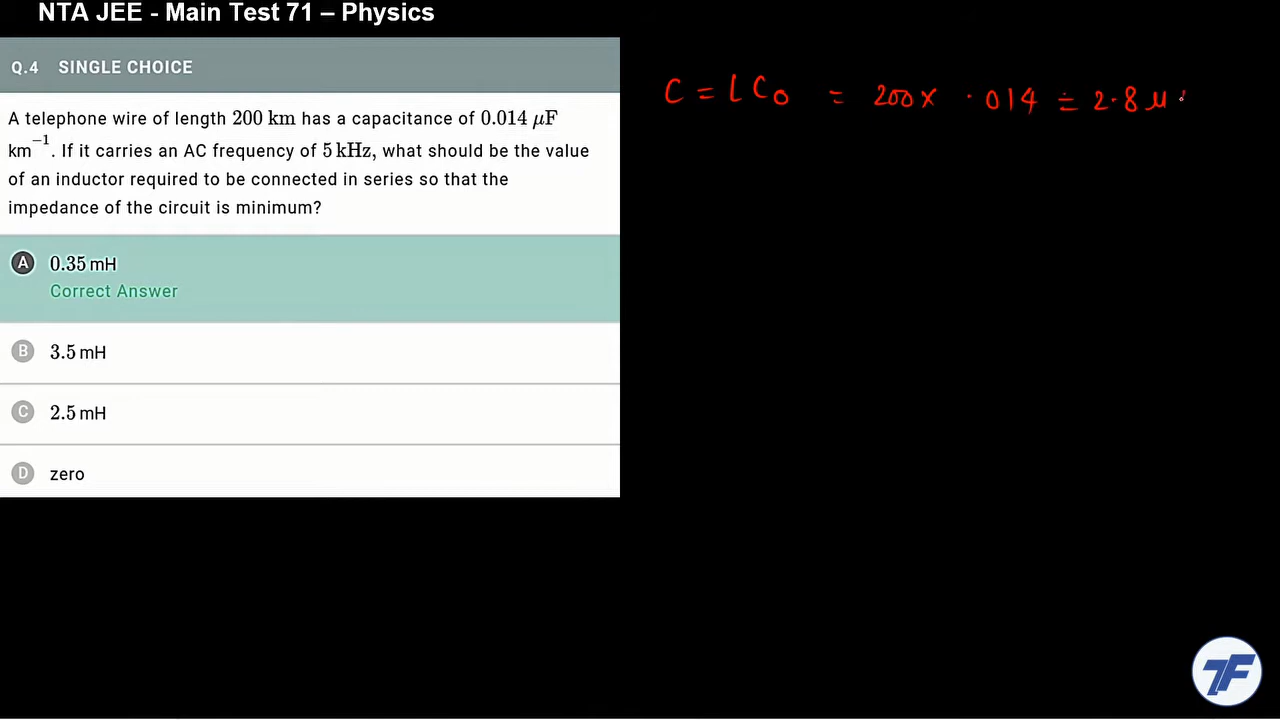 NTA JEE - Main Test 71 – Physics
Q.4 SINGLE CHOICE
A telephone wire of length 200 km has a capacitance of 0.014 μF
km⁻¹. If it carries an AC frequency of 5 kHz, what should be the value
of an inductor required to be connected in series so that the
impedance of the circuit is minimum?
A 0.35 mH
Correct Answer
B 3.5 mH
C 2.5 mH
D zero
C = LC₀ = 200 × .014 = 2.8 μ
TF